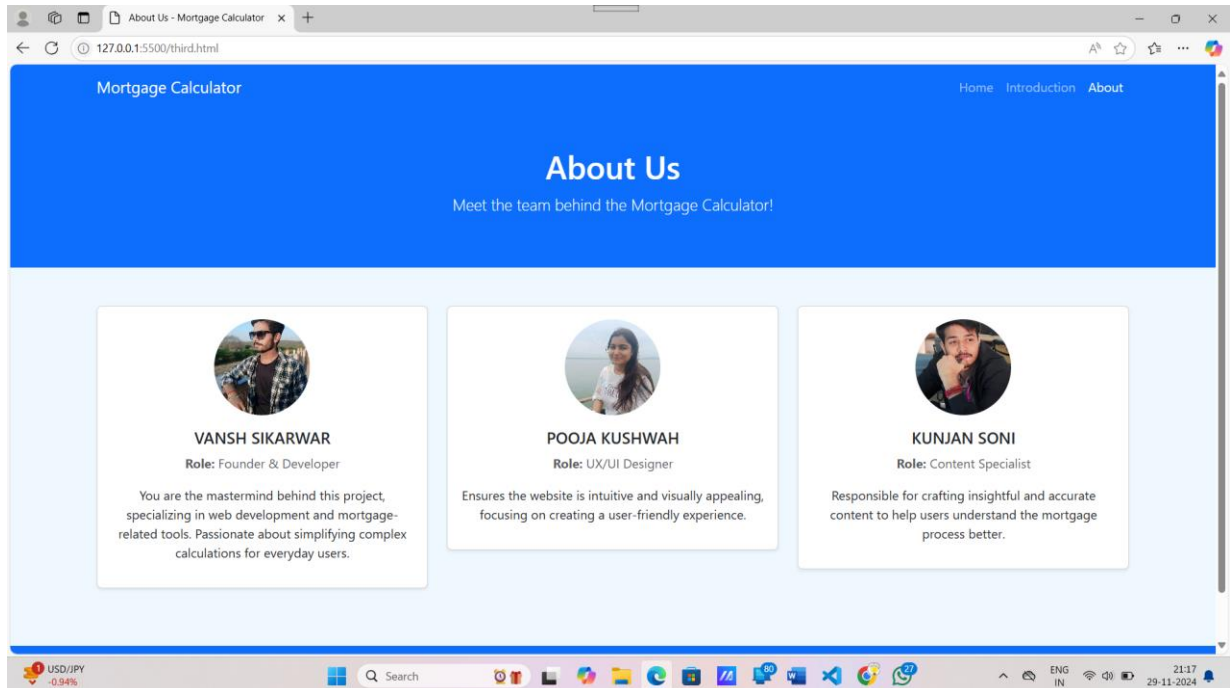 About Us - Mortgage Calculator
127.0.0.1:5500/third.html
Mortgage Calculator
Home Introduction About
About Us
Meet the team behind the Mortgage Calculator!
VANSH SIKARWAR
Role: Founder & Developer
You are the mastermind behind this project,
specializing in web development and mortgage-
related tools. Passionate about simplifying complex
calculations for everyday users.
POOJA KUSHWAH
Role: UX/UI Designer
Ensures the website is intuitive and visually appealing,
focusing on creating a user-friendly experience.
KUNJAN SONI
Role: Content Specialist
Responsible for crafting insightful and accurate
content to help users understand the mortgage
process better.
1
USD/JPY
-0.94%
Search
80
27
ENG
IN
21:17
29-11-2024